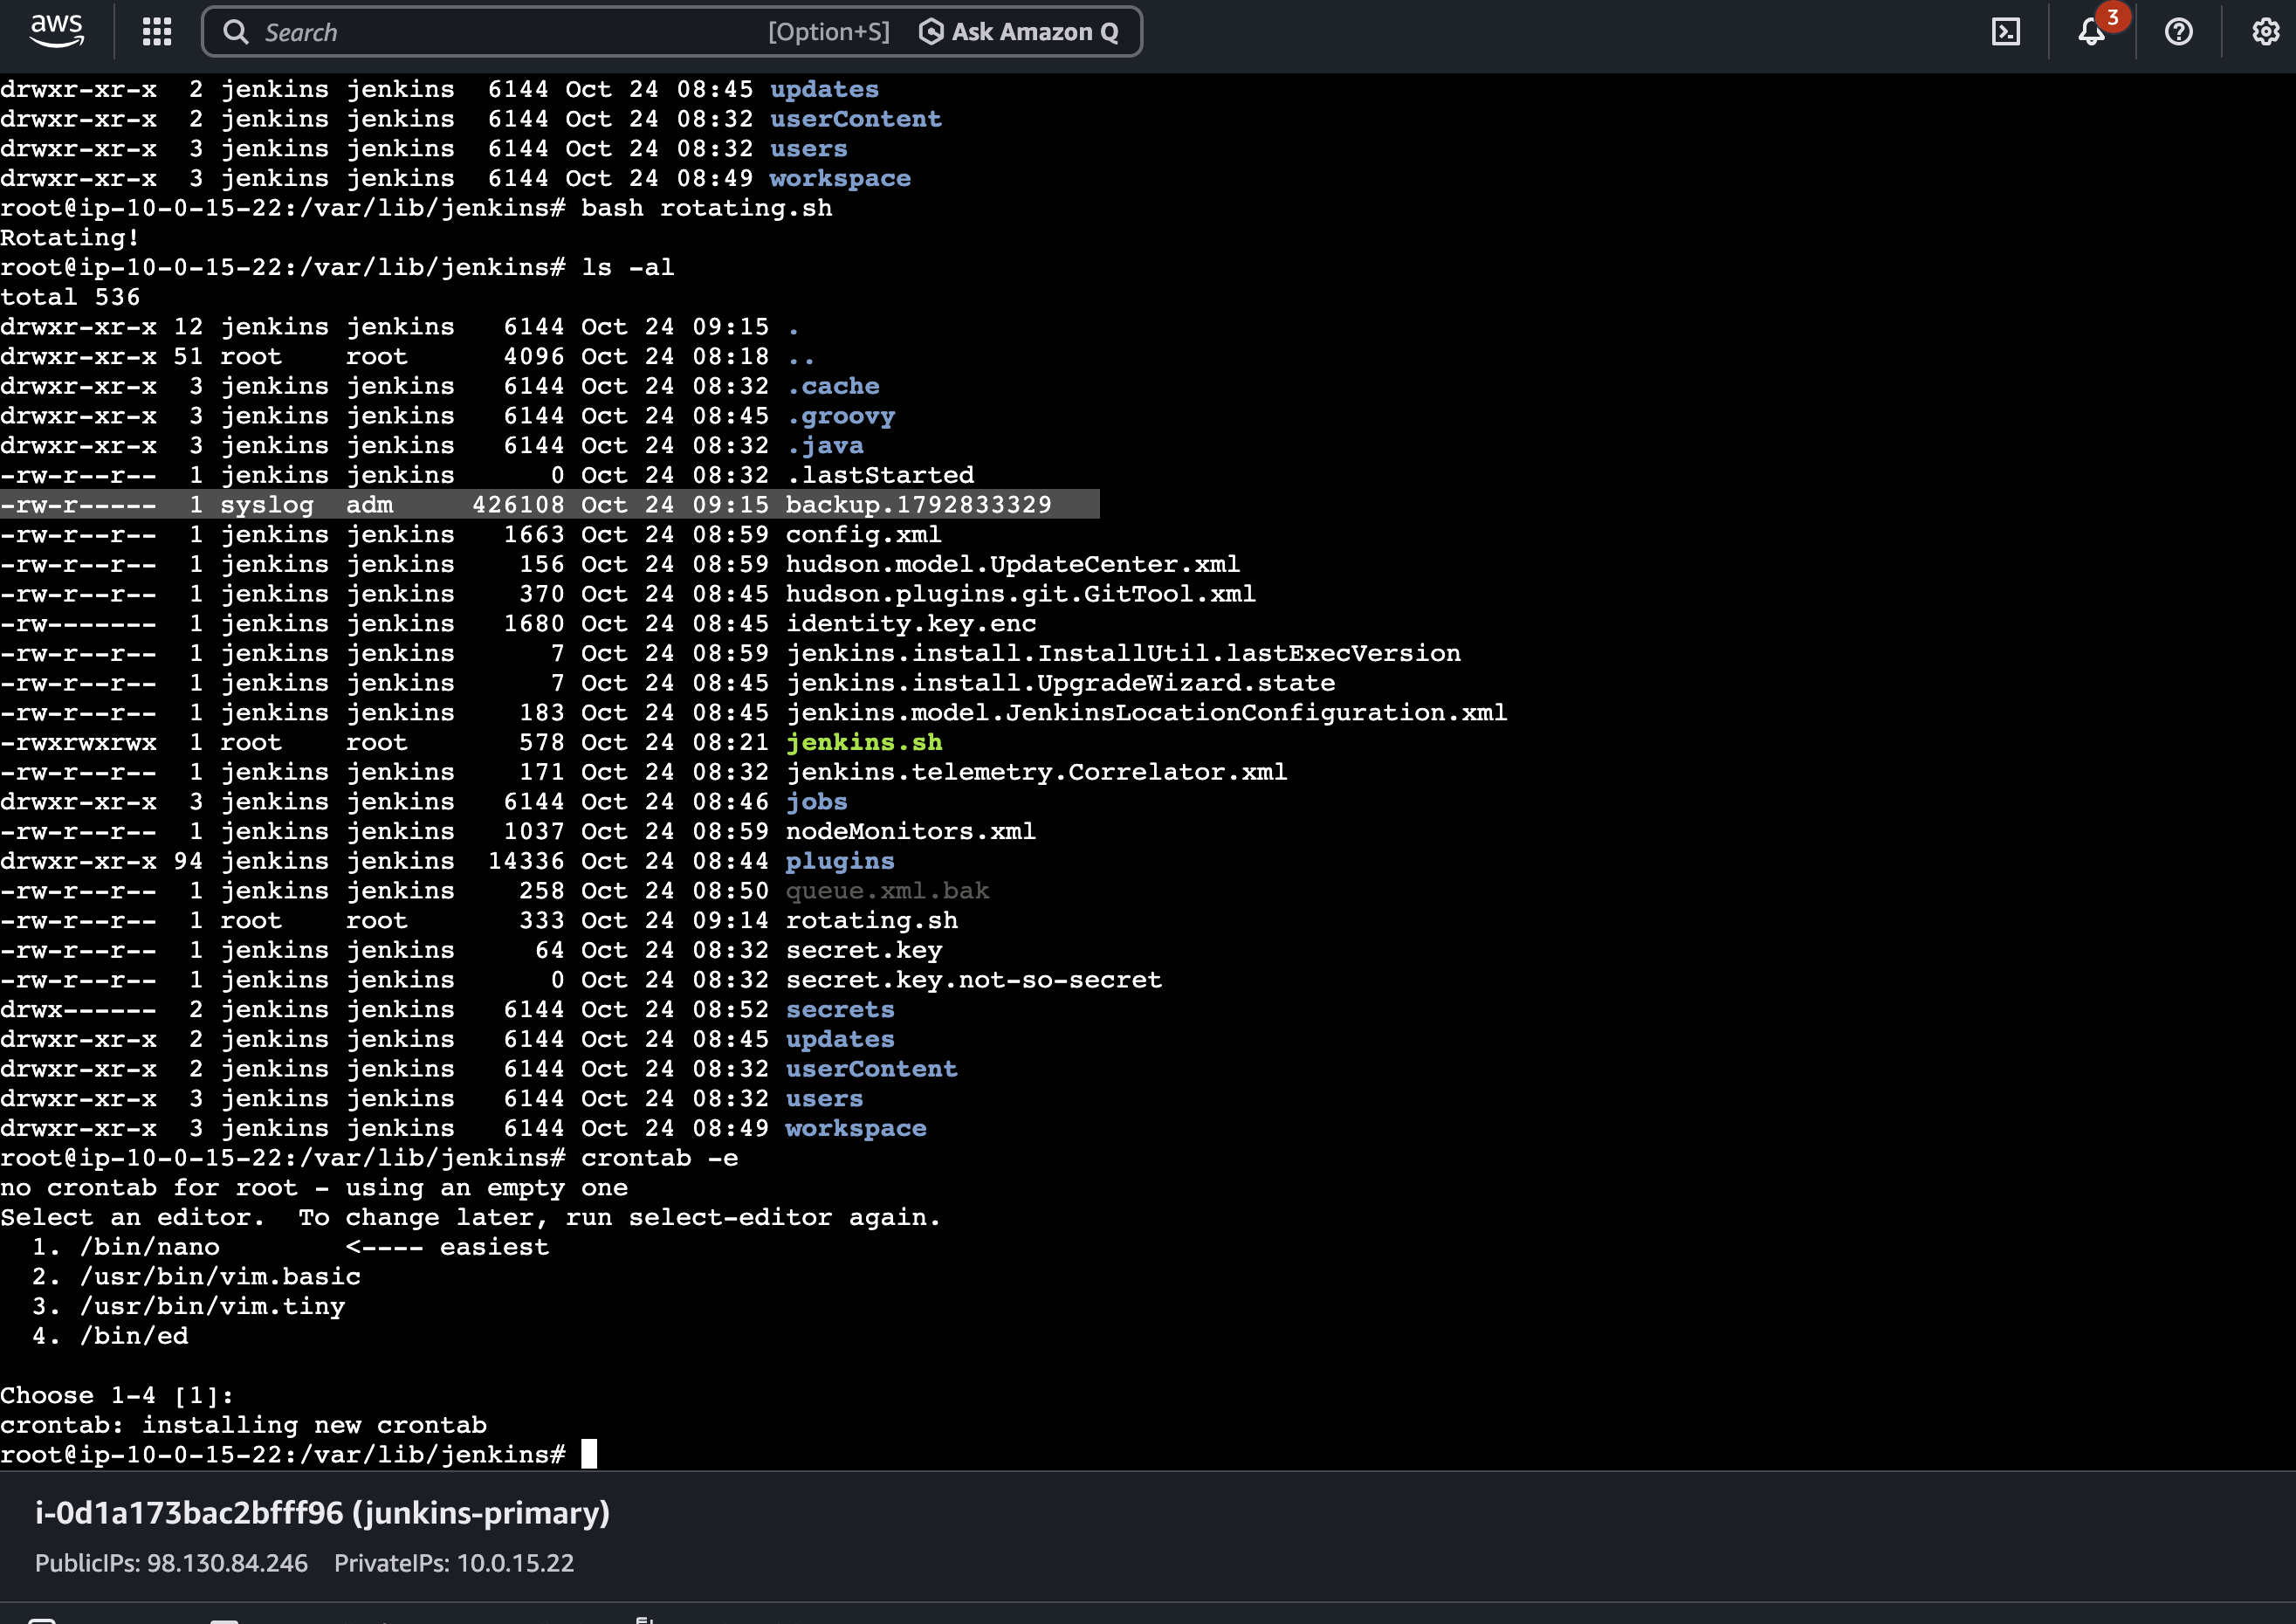 aws
Search [Option+S] Ask Amazon Q 3
drwxr-xr-x  2 jenkins jenkins  6144 Oct 24 08:45 updates
drwxr-xr-x  2 jenkins jenkins  6144 Oct 24 08:32 userContent
drwxr-xr-x  3 jenkins jenkins  6144 Oct 24 08:32 users
drwxr-xr-x  3 jenkins jenkins  6144 Oct 24 08:49 workspace
root@ip-10-0-15-22:/var/lib/jenkins# bash rotating.sh
Rotating!
root@ip-10-0-15-22:/var/lib/jenkins# ls -al
total 536
drwxr-xr-x 12 jenkins jenkins   6144 Oct 24 09:15 .
drwxr-xr-x 51 root    root      4096 Oct 24 08:18 ..
drwxr-xr-x  3 jenkins jenkins   6144 Oct 24 08:32 .cache
drwxr-xr-x  3 jenkins jenkins   6144 Oct 24 08:45 .groovy
drwxr-xr-x  3 jenkins jenkins   6144 Oct 24 08:32 .java
-rw-r--r--  1 jenkins jenkins      0 Oct 24 08:32 .lastStarted
-rw-r-----  1 syslog  adm     426108 Oct 24 09:15 backup.1792833329
-rw-r--r--  1 jenkins jenkins   1663 Oct 24 08:59 config.xml
-rw-r--r--  1 jenkins jenkins    156 Oct 24 08:59 hudson.model.UpdateCenter.xml
-rw-r--r--  1 jenkins jenkins    370 Oct 24 08:45 hudson.plugins.git.GitTool.xml
-rw-------  1 jenkins jenkins   1680 Oct 24 08:45 identity.key.enc
-rw-r--r--  1 jenkins jenkins      7 Oct 24 08:59 jenkins.install.InstallUtil.lastExecVersion
-rw-r--r--  1 jenkins jenkins      7 Oct 24 08:45 jenkins.install.UpgradeWizard.state
-rw-r--r--  1 jenkins jenkins    183 Oct 24 08:45 jenkins.model.JenkinsLocationConfiguration.xml
-rwxrwxrwx  1 root    root       578 Oct 24 08:21 jenkins.sh
-rw-r--r--  1 jenkins jenkins    171 Oct 24 08:32 jenkins.telemetry.Correlator.xml
drwxr-xr-x  3 jenkins jenkins   6144 Oct 24 08:46 jobs
-rw-r--r--  1 jenkins jenkins   1037 Oct 24 08:59 nodeMonitors.xml
drwxr-xr-x 94 jenkins jenkins  14336 Oct 24 08:44 plugins
-rw-r--r--  1 jenkins jenkins    258 Oct 24 08:50 queue.xml.bak
-rw-r--r--  1 root    root       333 Oct 24 09:14 rotating.sh
-rw-r--r--  1 jenkins jenkins     64 Oct 24 08:32 secret.key
-rw-r--r--  1 jenkins jenkins      0 Oct 24 08:32 secret.key.not-so-secret
drwx------  2 jenkins jenkins   6144 Oct 24 08:52 secrets
drwxr-xr-x  2 jenkins jenkins   6144 Oct 24 08:45 updates
drwxr-xr-x  2 jenkins jenkins   6144 Oct 24 08:32 userContent
drwxr-xr-x  3 jenkins jenkins   6144 Oct 24 08:32 users
drwxr-xr-x  3 jenkins jenkins   6144 Oct 24 08:49 workspace
root@ip-10-0-15-22:/var/lib/jenkins# crontab -e
no crontab for root - using an empty one
Select an editor.  To change later, run select-editor again.
  1. /bin/nano        <---- easiest
  2. /usr/bin/vim.basic
  3. /usr/bin/vim.tiny
  4. /bin/ed
Choose 1-4 [1]:
crontab: installing new crontab
root@ip-10-0-15-22:/var/lib/jenkins#
i-0d1a173bac2bfff96 (junkins-primary)
PublicIPs: 98.130.84.246 PrivateIPs: 10.0.15.22